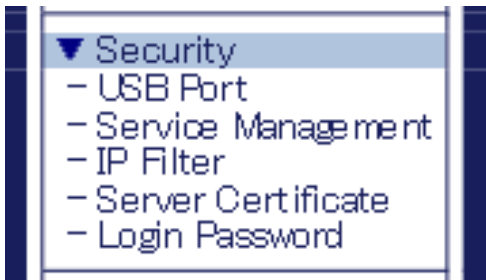 ▼ Security
– USB Port
– Service Management
– IP Filter
– Server Certificate
– Login Password